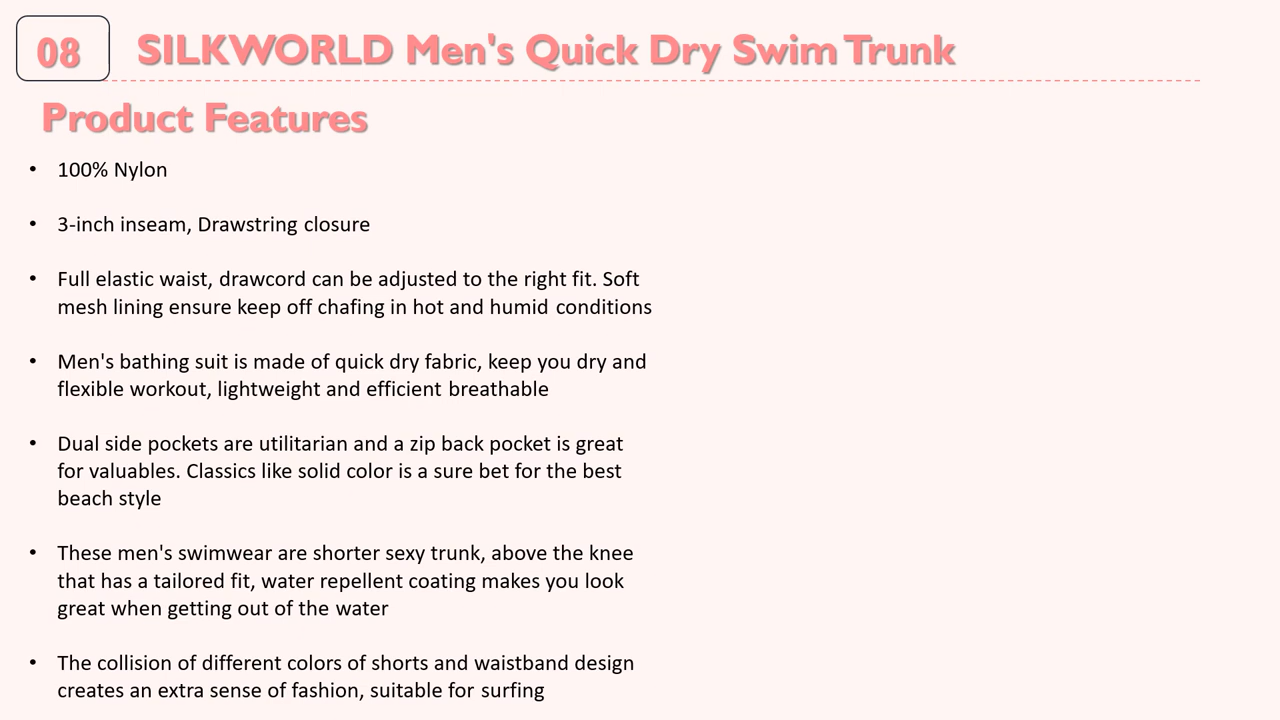 08
SILKWORLD Men's Quick Dry Swim Trunk
Product Features
• 100% Nylon
• 3-inch inseam, Drawstring closure
• Full elastic waist, drawcord can be adjusted to the right fit. Soft
mesh lining ensure keep off chafing in hot and humid conditions
• Men's bathing suit is made of quick dry fabric, keep you dry and
flexible workout, lightweight and efficient breathable
• Dual side pockets are utilitarian and a zip back pocket is great
for valuables. Classics like solid color is a sure bet for the best
beach style
• These men's swimwear are shorter sexy trunk, above the knee
that has a tailored fit, water repellent coating makes you look
great when getting out of the water
• The collision of different colors of shorts and waistband design
creates an extra sense of fashion, suitable for surfing